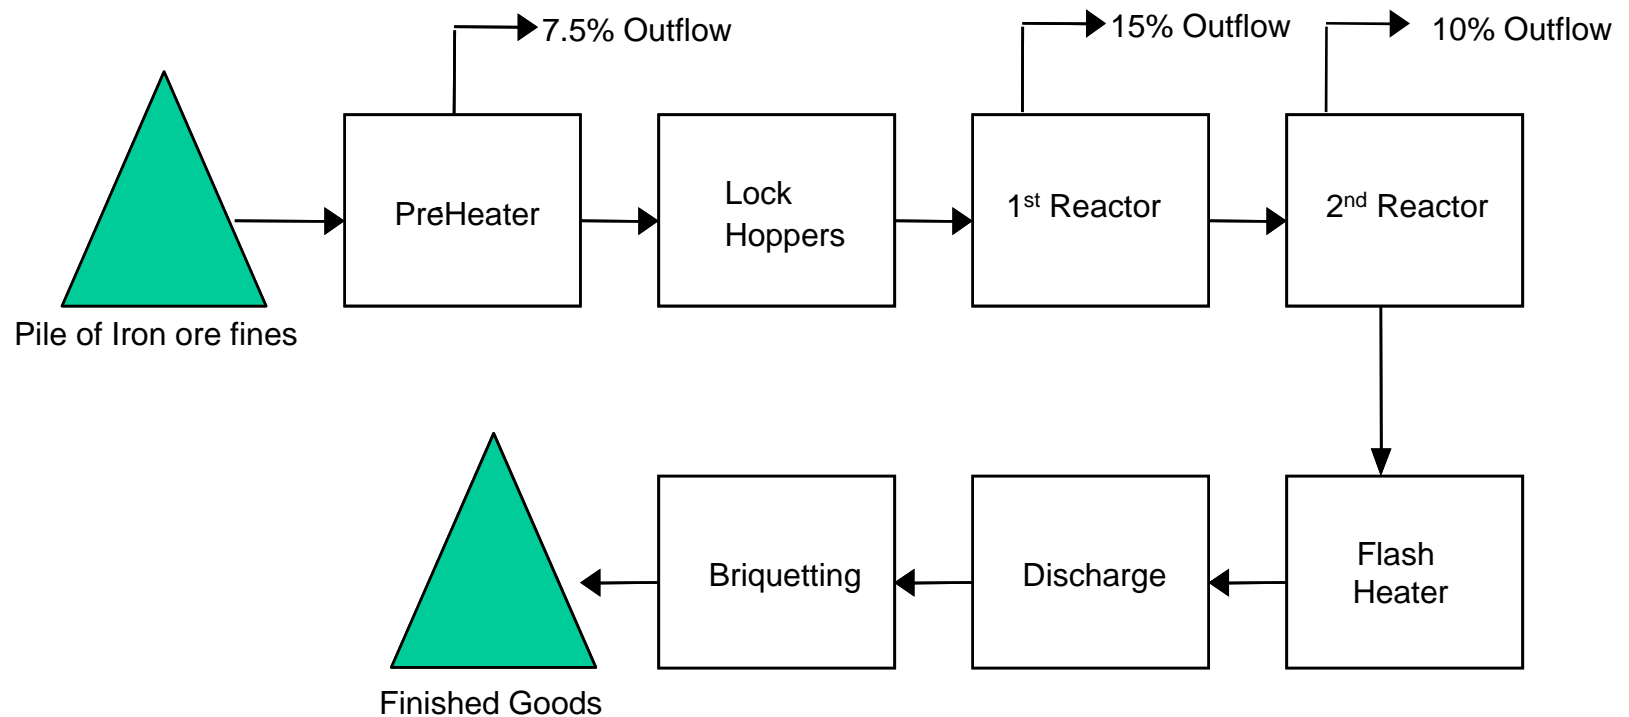 7.5% Outflow
15% Outflow
10% Outflow
PreHeater
Lock
Hoppers
1st Reactor
2nd Reactor
Pile of Iron ore fines
Flash
Heater
Discharge
Briquetting
Finished Goods